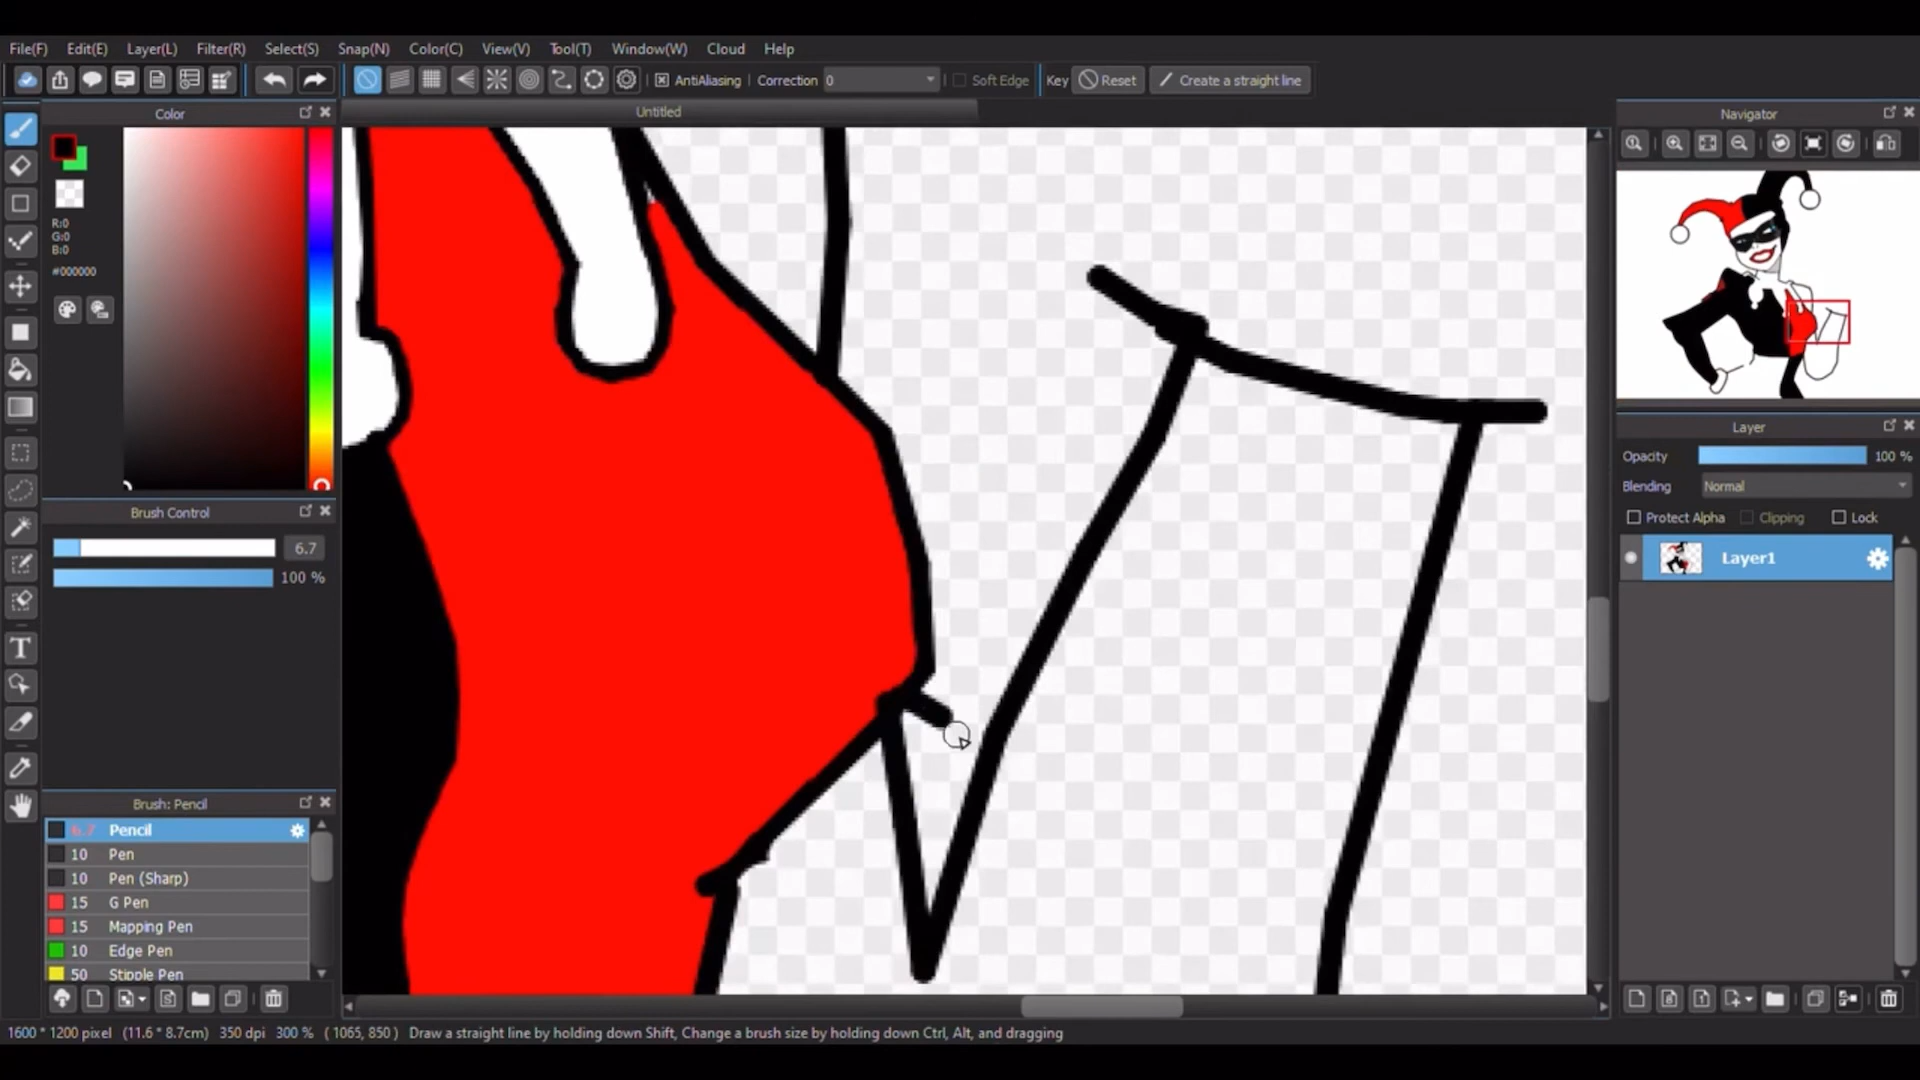 File(F) Edit(E) Layer(L) Filter(R) Select(S) Snap(N) Color(C) View(V) Tool(T) Window(W) Cloud Help
AntiAliasing Correction 0 Soft Edge Key Reset Create a straight line
Color
Untitled
Navigator
R:0
G:0
B:0
#000000
Brush Control
6.7
100 %
Brush: Pencil
6.7 Pencil
10 Pen
10 Pen (Sharp)
15 G Pen
15 Mapping Pen
10 Edge Pen
50 Stipple Pen
Layer
Opacity 100 %
Blending Normal
Protect Alpha Clipping Lock
Layer1
1600 * 1200 pixel (11.6 * 8.7cm) 350 dpi 300 % ( 1065, 850 ) Draw a straight line by holding down Shift, Change a brush size by holding down Ctrl, Alt, and dragging